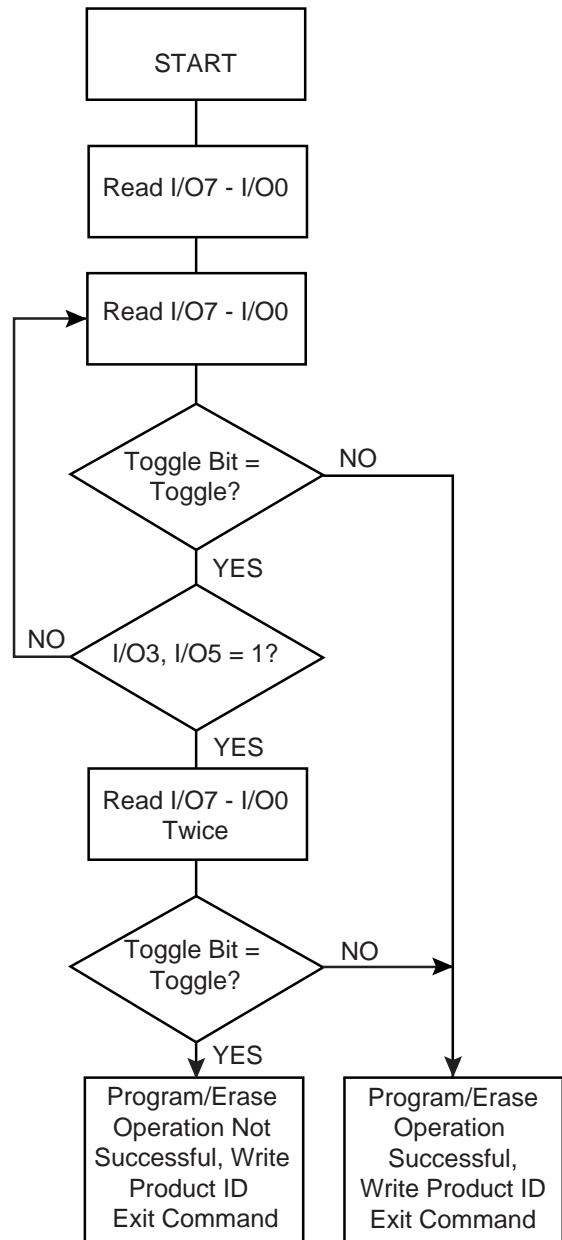 START
Read I/O7 - I/O0
Read I/O7 - I/O0
Toggle Bit =
Toggle?
NO
YES
NO
I/O3, I/O5 = 1?
YES
Read I/O7 - I/O0
Twice
Toggle Bit =
Toggle?
NO
YES
Program/Erase
Operation Not
Successful, Write
Product ID
Exit Command
Program/Erase
Operation
Successful,
Write Product ID
Exit Command